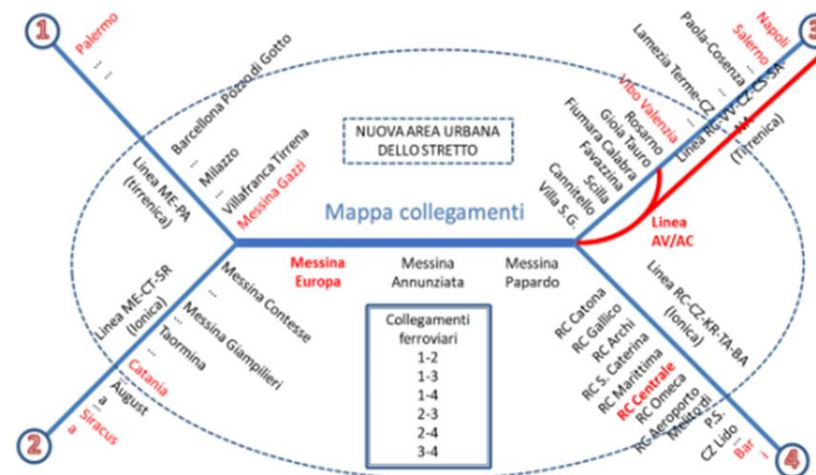 1
Palermo
...
...
Barcellona Pozzo di Gotto
...
Milazzo
...
Villafranca Tirrena
Messina Gazzi
Linea ME-PA
(tirrenica)
NUOVA AREA URBANA
DELLO STRETTO
Mappa collegamenti
3
Napoli
Salerno
...
Paola-Cosenza
...
Lamezia Terme-CZ
...
Vibo Valenzia
Rosarno
Gioia Tauro
Fiumara Calabra
Favazzina
Scilla
Cannitello
Villa S.G.
Linea RG-VV-CZ-CS-SA-
NA
(Tirrenica)
Linea
AV/AC
Messina
Europa
Messina
Annunziata
Messina
Papardo
Linea ME-CT-SR
(Ionica)
...
Messina Contesse
...
Messina Giampilieri
...
Taormina
...
Catania
...
August
a
Siracus
a
2
Collegamenti
ferroviari
1-2
1-3
1-4
2-3
2-4
3-4
Linea RC-CZ-KR-TA-BA
(Ionica)
RC Catona
RC Gallico
RC Archi
RC S. Caterina
RC Marittima
RC Centrale
RC Omeca
RG Aeroporto
Melito di
P.S.
CZ Lido
...
Bar
i
4